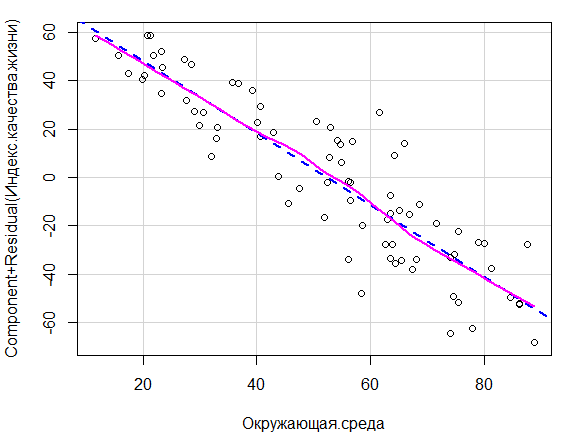 Component+Residual(Индекс.качества.жизни)
60
40
20
0
-20
-40
-60
20 40 60 80
Окружающая.среда